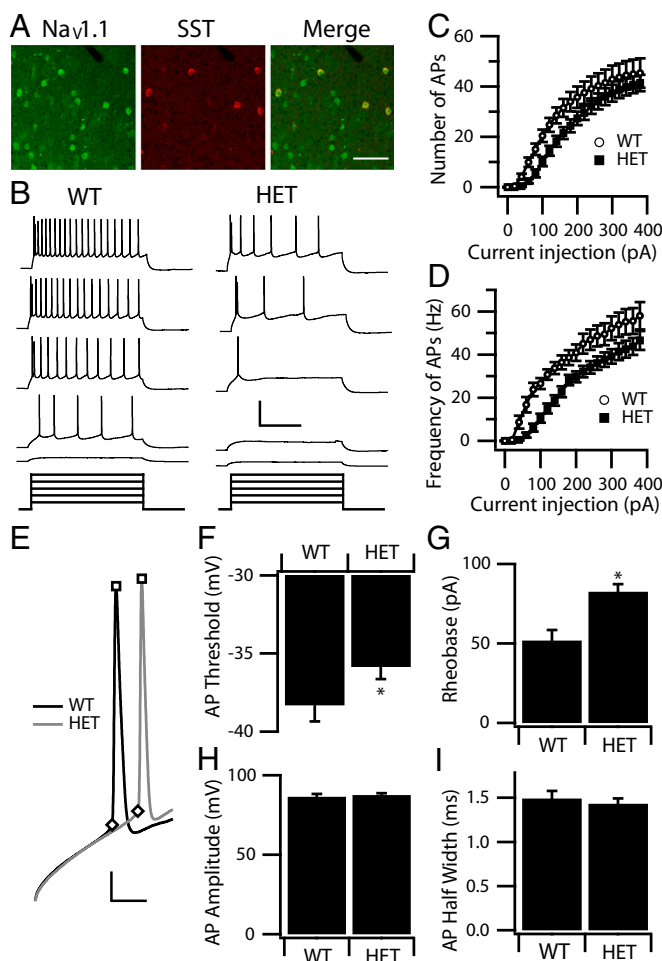 A
Nav1.1
SST
Merge
B
WT
HET
C
Number of APs
60
40
20
0
WT
HET
0 100 200 300 400
Current injection (pA)
D
Frequency of APs (Hz)
60
40
20
0
WT
HET
0 100 200 300 400
Current injection (pA)
E
WT
HET
F
WT HET
AP Threshold (mV)
-30
-35
-40
*
G
Rheobase (pA)
100
50
0
*
WT HET
H
AP Amplitude (mV)
100
50
0
WT HET
I
AP Half Width (ms)
1.5
1.0
0.5
0.0
WT HET